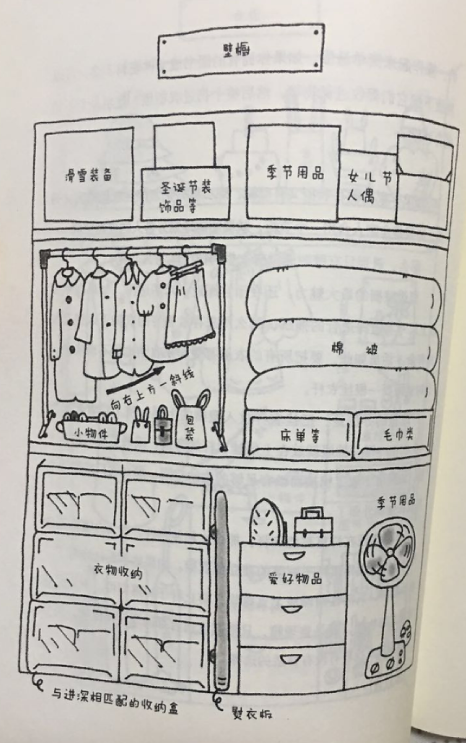 壁橱
滑雪装备
圣诞节装
饰品等
季节用品
女儿节
人偶
向右上方一斜线
棉被
小物件
包
袋
床单等
毛巾类
季节用品
衣物收纳
爱好物品
与进深相匹配的收纳盒
熨衣板